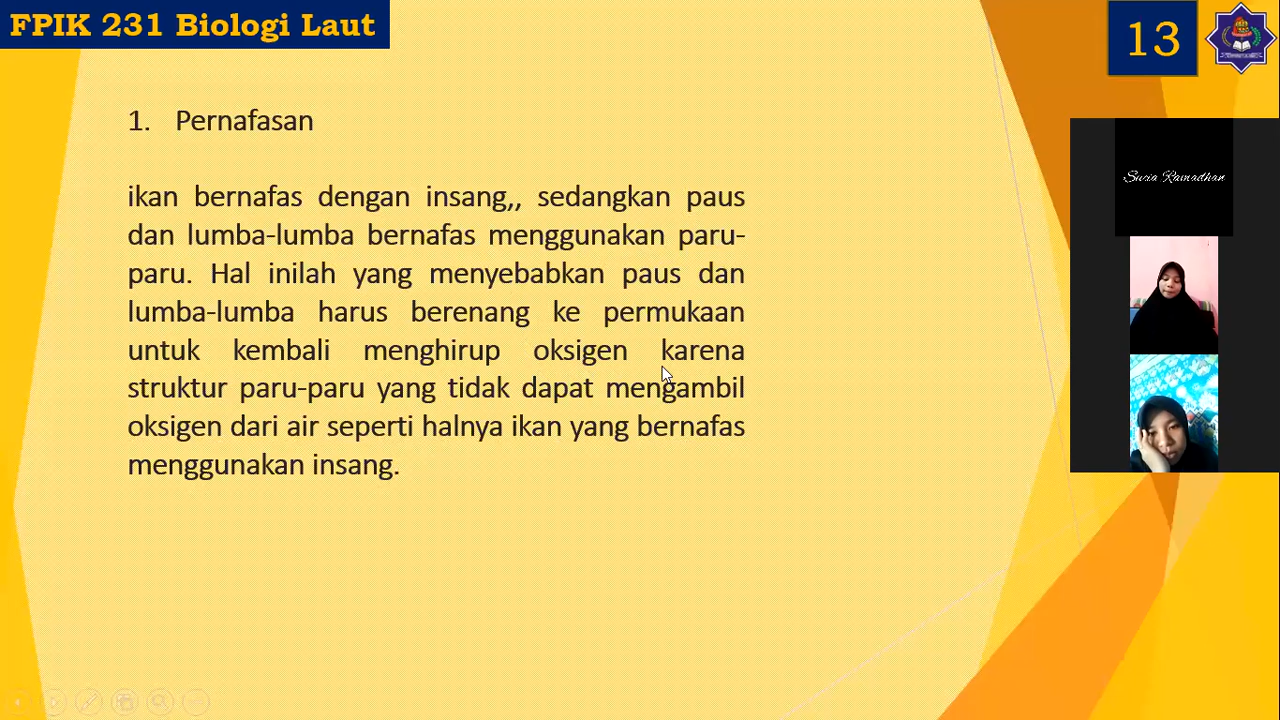 FPIK 231 Biologi Laut
13
1. Pernafasan
ikan bernafas dengan insang,, sedangkan paus
dan lumba-lumba bernafas menggunakan paru-
paru. Hal inilah yang menyebabkan paus dan
lumba-lumba harus berenang ke permukaan
untuk kembali menghirup oksigen karena
struktur paru-paru yang tidak dapat mengambil
oksigen dari air seperti halnya ikan yang bernafas
menggunakan insang.
Sucia Ramadhan